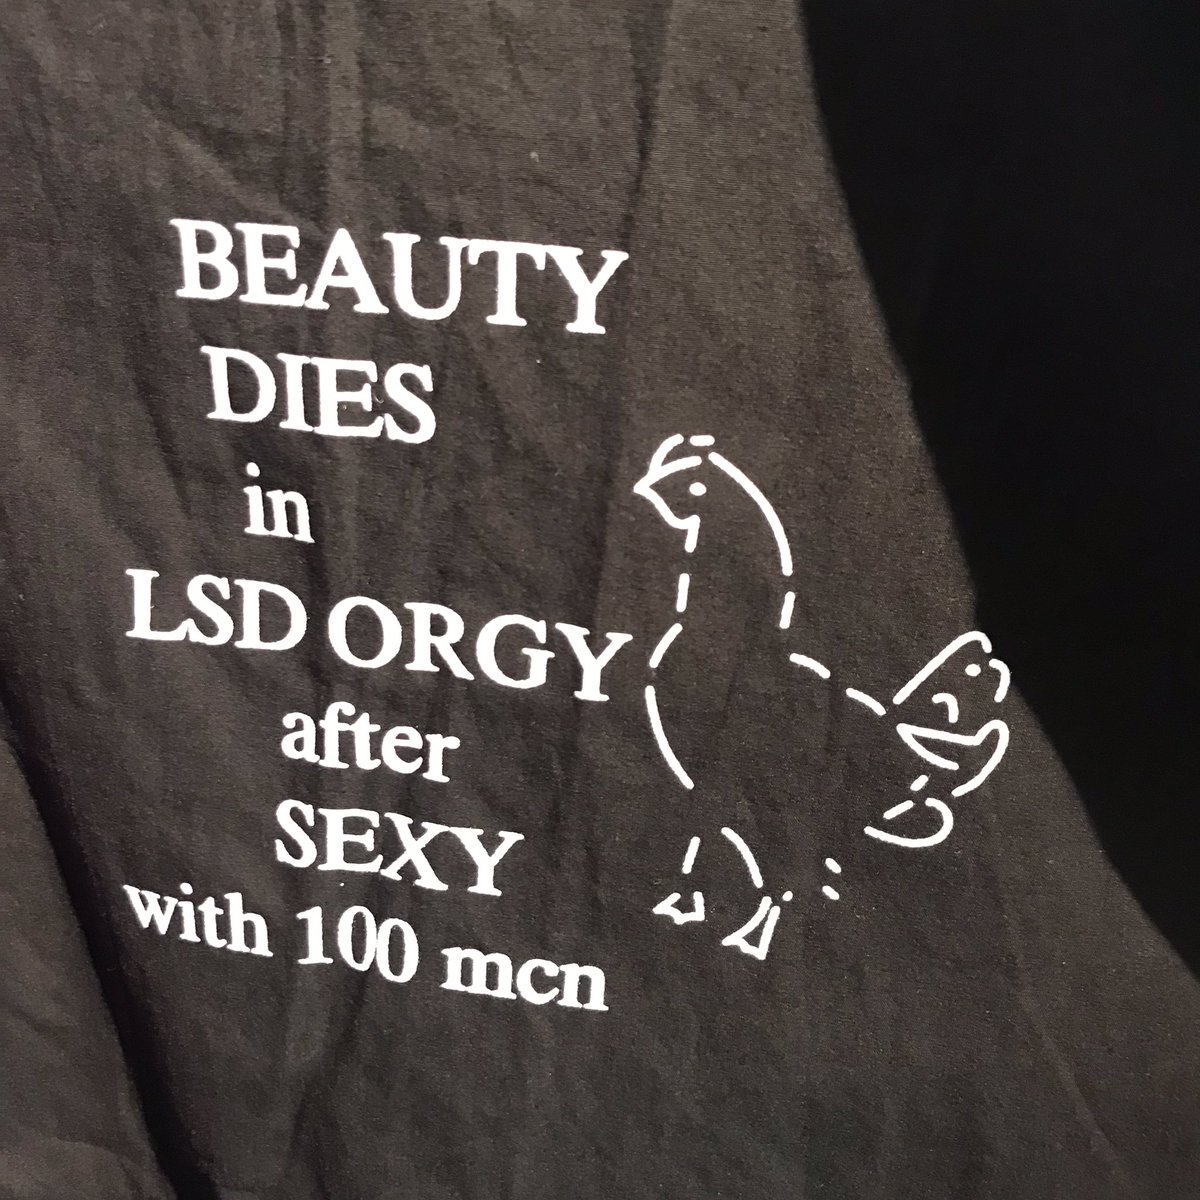 BEAUTY
DIES
in
LSD ORGY
after
SEXY
with 100 mcn